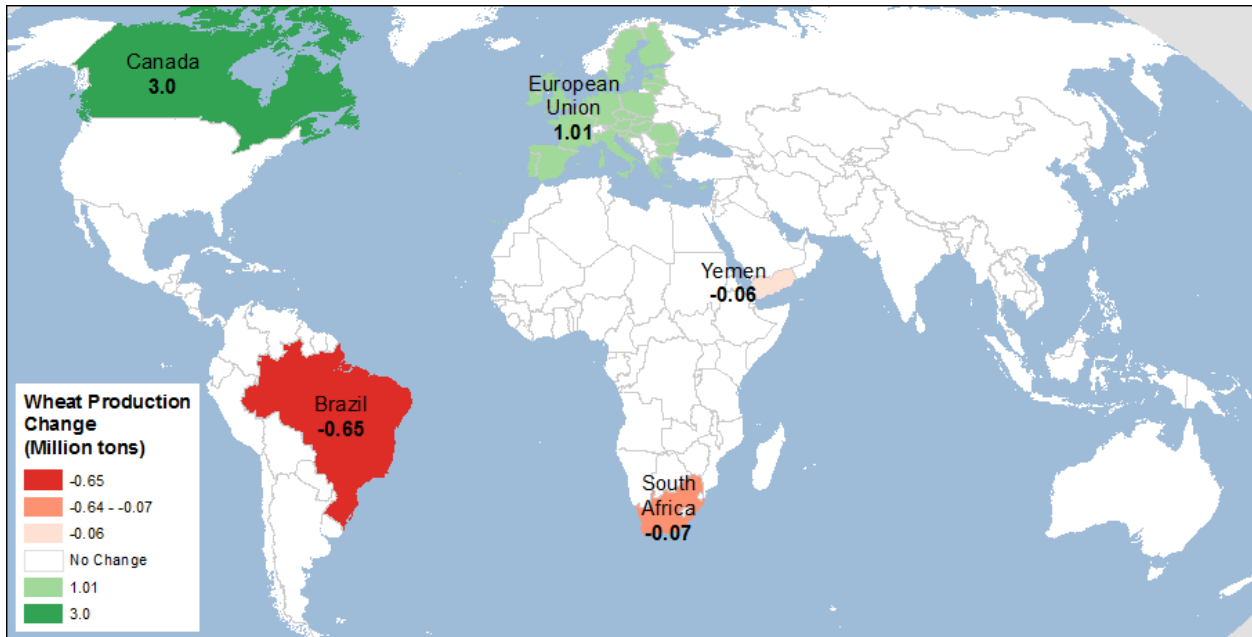 Canada
3.0
European
Union
1.01
Yemen
-0.06
Brazil
-0.65
South
Africa
-0.07
Wheat Production
Change
(Million tons)
-0.65
-0.64 - -0.07
-0.06
No Change
1.01
3.0